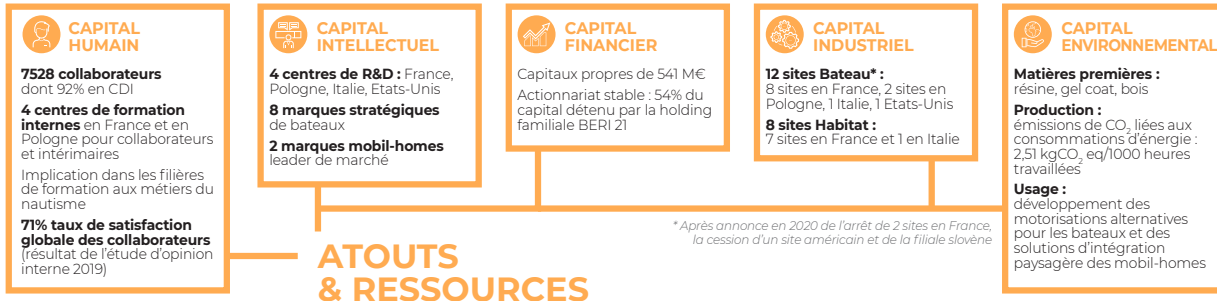 CAPITAL
HUMAIN
7528 collaborateurs
dont 92% en CDI
4 centres de formation
internes en France et en
Pologne pour collaborateurs
et intérimaires
Implication dans les filières
de formation aux métiers du
nautisme
71% taux de satisfaction
globale des collaborateurs
(résultat de l'étude d'opinion
interne 2019)
CAPITAL
INTELLECTUEL
4 centres de R&D : France,
Pologne, Italie, Etats-Unis
8 marques stratégiques
de bateaux
2 marques mobil-homes
leader de marché
CAPITAL
FINANCIER
Capitaux propres de 541 M€
Actionnariat stable : 54% du
capital détenu par la holding
familiale BERI 21
CAPITAL
INDUSTRIEL
12 sites Bateau* :
8 sites en France, 2 sites en
Pologne, 1 Italie, 1 Etats-Unis
8 sites Habitat :
7 sites en France et 1 en Italie
CAPITAL
ENVIRONNEMENTAL
Matières premières :
résine, gel coat, bois
Production :
émissions de CO₂ liées aux
consommations d'énergie :
2,51 kgCO₂ eq/1000 heures
travaillées
Usage :
développement des
motorisations alternatives
pour les bateaux et des
solutions d'intégration
paysagère des mobil-homes
* Après annonce en 2020 de l'arrêt de 2 sites en France,
la cession d'un site américain et de la filiale slovène
ATOUTS
& RESSOURCES